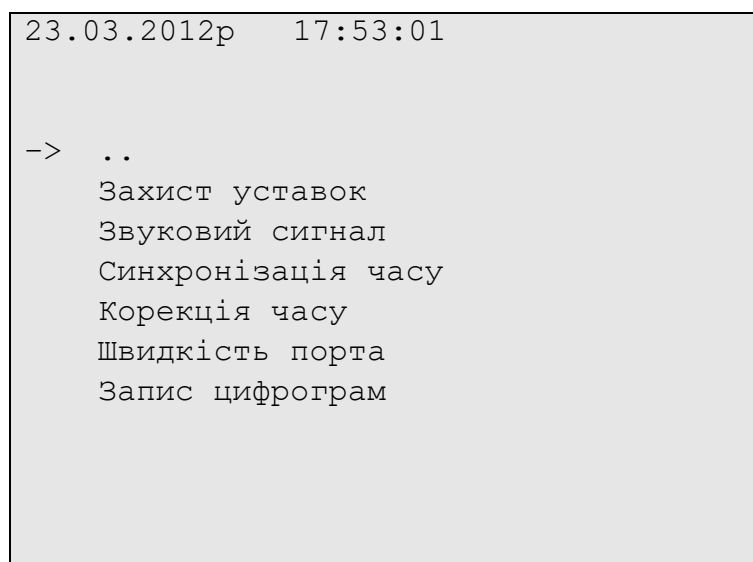 23.03.2012р   17:53:01
->  ..
Захист уставок
Звуковий сигнал
Синхронізація часу
Корекція часу
Швидкість порта
Запис цифрограм